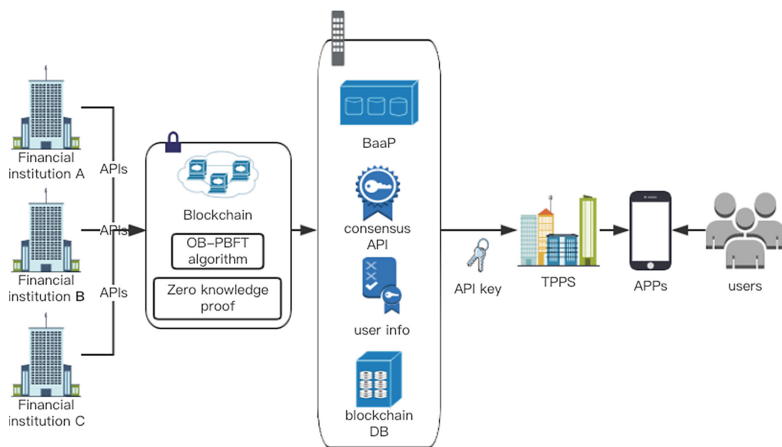 Financial
institution A
APIs
Financial
institution B
APIs
Financial
institution C
APIs
Blockchain
OB-PBFT
algorithm
Zero knowledge
proof
BaaP
consensus
API
user info
blockchain
DB
API key
TPPS
APPs
users